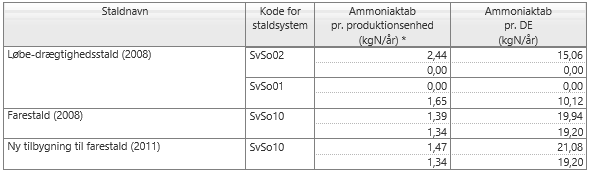 Staldnavn Kode for staldsystem Ammoniaktab pr. produktionsenhed (kgN/år) * Ammoniaktab pr. DE (kgN/år)
Løbe-drægtighedsstald (2008) SvSo02 2,44 15,06
0,00 0,00
SvSo01 0,00 0,00
1,65 10,12
Farestald (2008) SvSo10 1,39 19,94
1,34 19,20
Ny tilbygning til farestald (2011) SvSo10 1,47 21,08
1,34 19,20